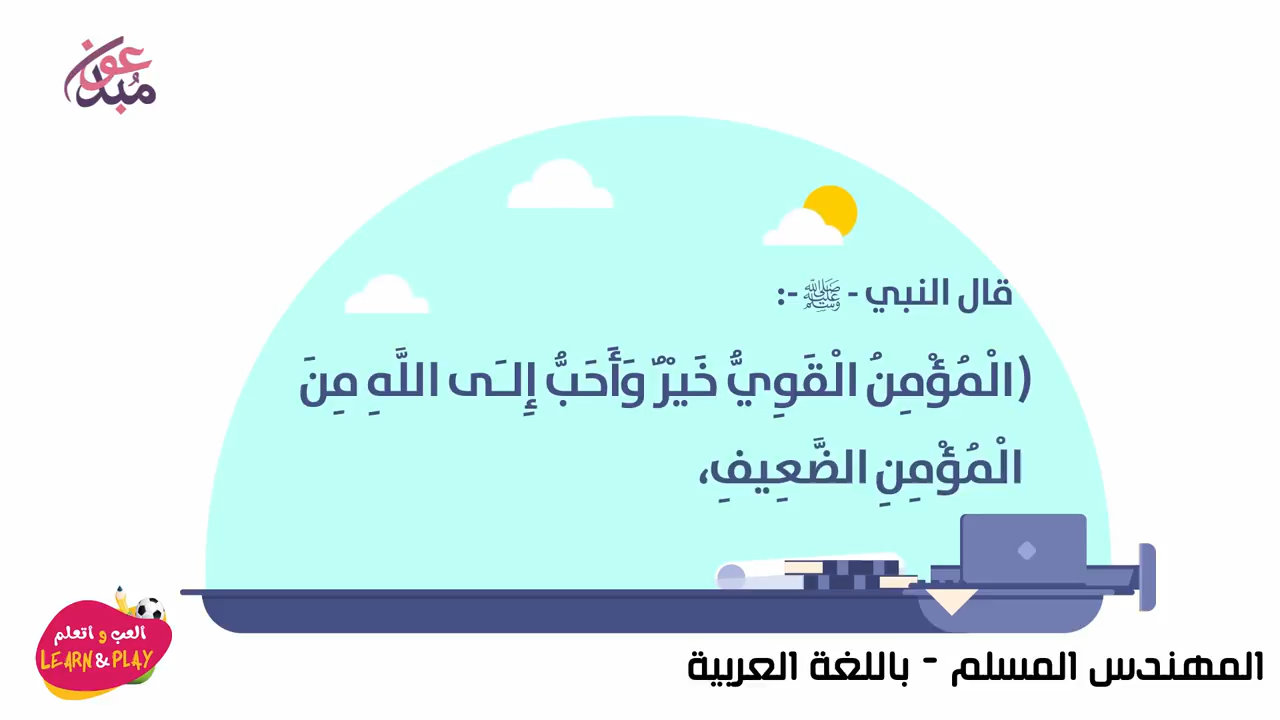 مبدعون
قال النبي - ﷺ -:
(الْمُؤْمِنُ الْقَوِيُّ خَيْرٌ وَأَحَبُّ إِلَى اللَّهِ مِنَ
الْمُؤْمِنِ الضَّعِيفِ،
العب و اتعلم
LEARN & PLAY
المهندس المسلم - باللغة العربية